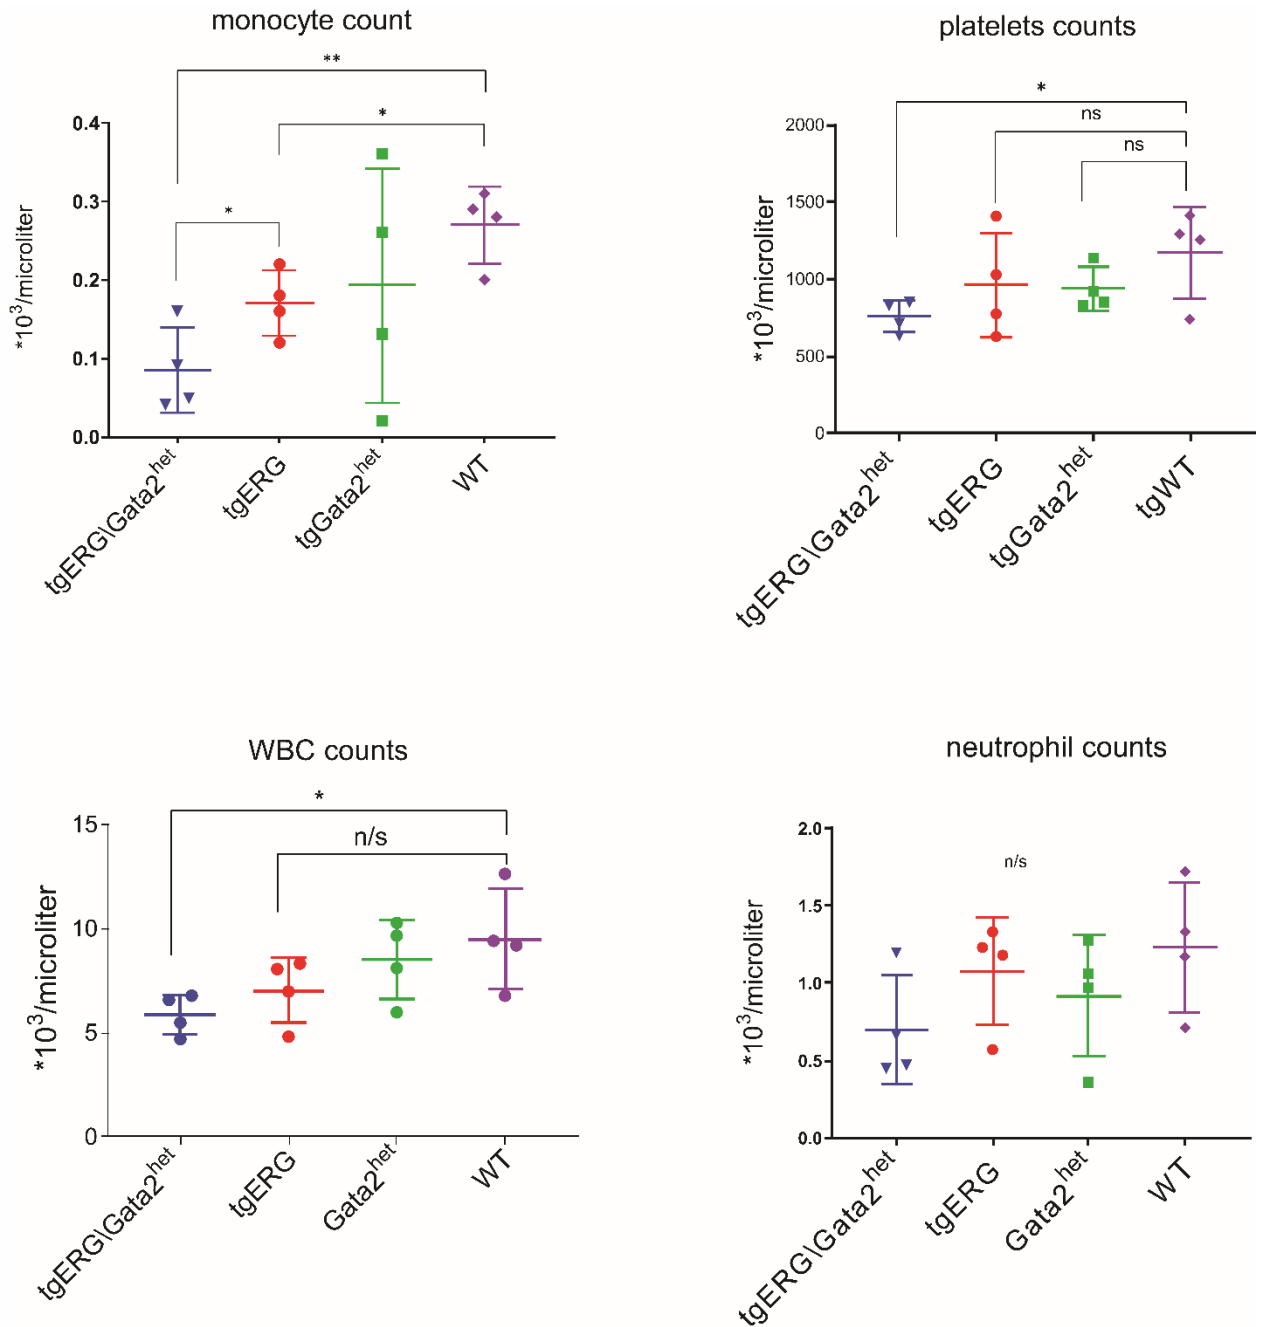 monocyte count
**
*
*
0.4
0.3
0.2
0.1
0.0
*10³/microliter
tgERG\Gata2ʰᵉᵗ
tgERG
tgGata2ʰᵉᵗ
WT
platelets counts
*
ns
ns
2000
1500
1000
500
0
*10³/microliter
tgERG\Gata2ʰᵉᵗ
tgERG
tgGata2ʰᵉᵗ
tgWT
WBC counts
*
n/s
15
10
5
0
*10³/microliter
tgERG\Gata2ʰᵉᵗ
tgERG
Gata2ʰᵉᵗ
WT
neutrophil counts
n/s
2.0
1.5
1.0
0.5
0.0
*10³/microliter
tgERG\Gata2ʰᵉᵗ
tgERG
Gata2ʰᵉᵗ
WT